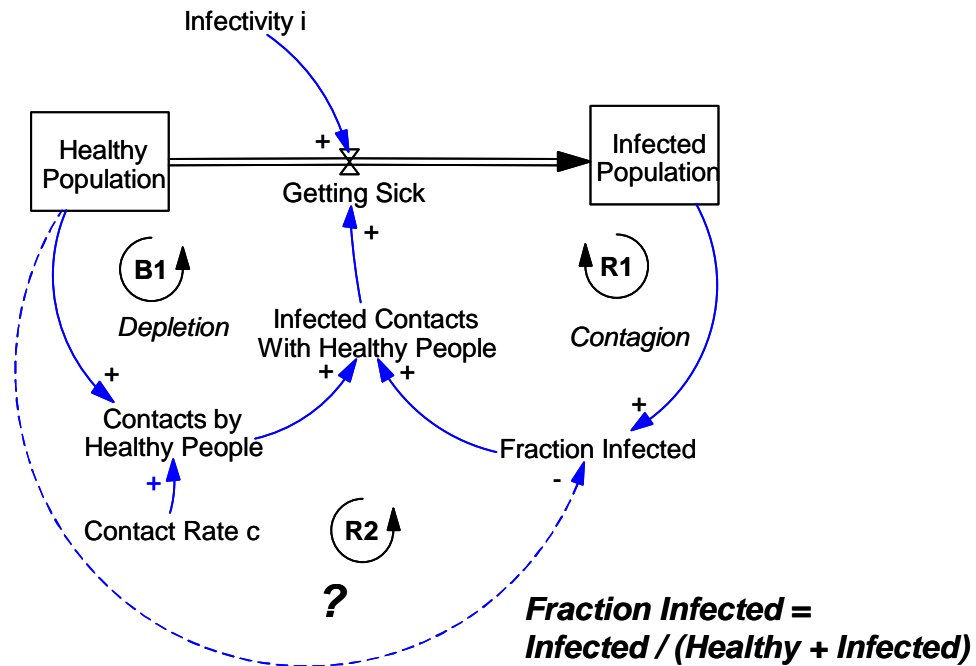 Infectivity i
+
Healthy
Population
Infected
Population
Getting Sick
+
B1
R1
Depletion
Infected Contacts
With Healthy People
Contagion
+
+
+
+
Contacts by
Healthy People
Fraction Infected
+
-
Contact Rate c
R2
?
Fraction Infected =
Infected / (Healthy + Infected)